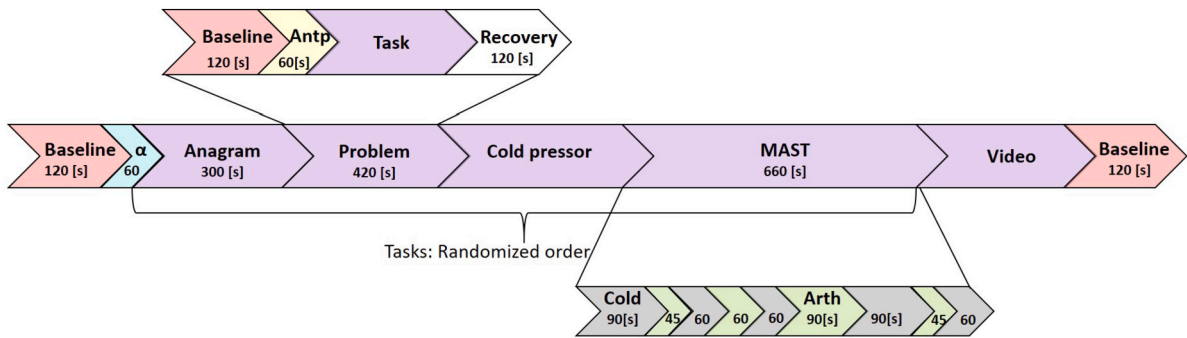 Baseline Antp Task Recovery
120 [s] 60[s] 120 [s]
Baseline α Anagram Problem Cold pressor MAST Video Baseline
120 [s] 60 300 [s] 420 [s] 660 [s] 120 [s]
Tasks: Randomized order
Cold Arth
90[s] 45 60 60 60 90[s] 90[s] 45 60